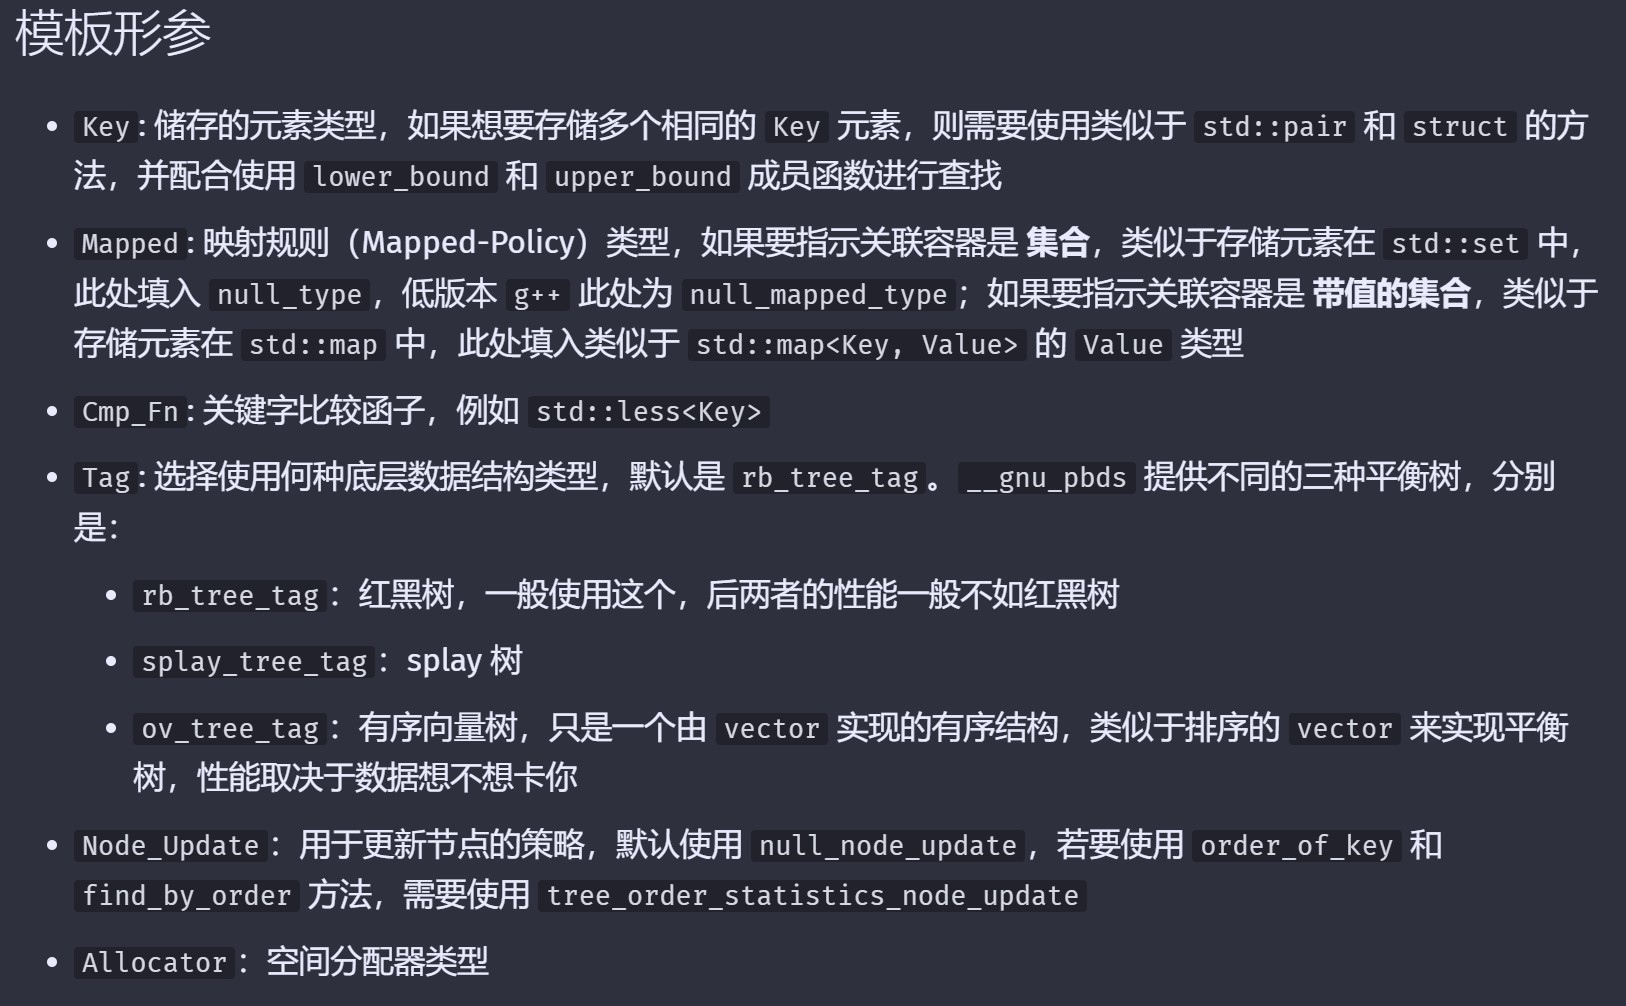 模板形参
Key: 储存的元素类型，如果想要存储多个相同的 Key 元素，则需要使用类似于 std::pair 和 struct 的方
法，并配合使用 lower_bound 和 upper_bound 成员函数进行查找
Mapped: 映射规则（Mapped-Policy）类型，如果要指示关联容器是 集合，类似于存储元素在 std::set 中，
此处填入 null_type，低版本 g++ 此处为 null_mapped_type；如果要指示关联容器是 带值的集合，类似于
存储元素在 std::map 中，此处填入类似于 std::map<Key, Value> 的 Value 类型
Cmp_Fn: 关键字比较函子，例如 std::less<Key>
Tag: 选择使用何种底层数据结构类型，默认是 rb_tree_tag。__gnu_pbds 提供不同的三种平衡树，分别
是：
rb_tree_tag：红黑树，一般使用这个，后两者的性能一般不如红黑树
splay_tree_tag：splay 树
ov_tree_tag：有序向量树，只是一个由 vector 实现的有序结构，类似于排序的 vector 来实现平衡
树，性能取决于数据想不想卡你
Node_Update：用于更新节点的策略，默认使用 null_node_update，若要使用 order_of_key 和
find_by_order 方法，需要使用 tree_order_statistics_node_update
Allocator：空间分配器类型